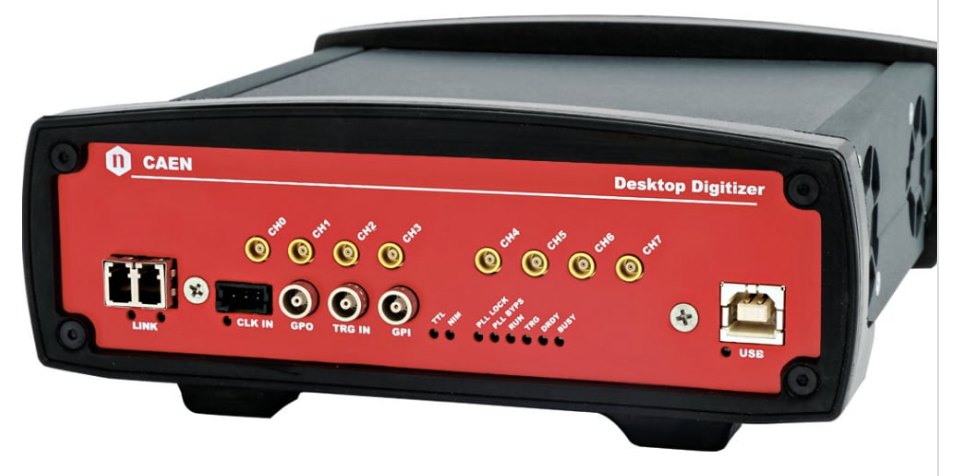 n CAEN
Desktop Digitizer
CH0 CH1 CH2 CH3 CH4 CH5 CH6 CH7
LINK CLK IN GPO TRG IN GPI
TTL NIM PLL LOCK PLL BYPS RUN TRG DRDY BUSY
USB